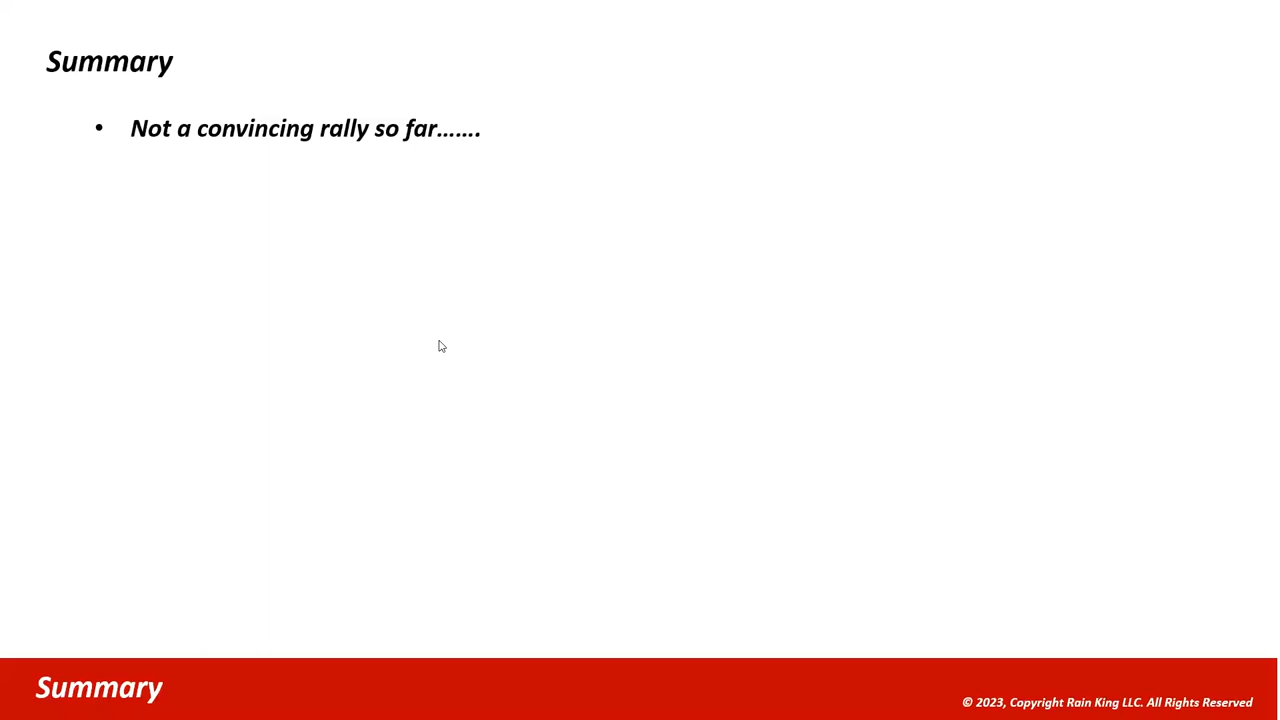 Summary
• Not a convincing rally so far.......
Summary
© 2023, Copyright Rain King LLC. All Rights Reserved